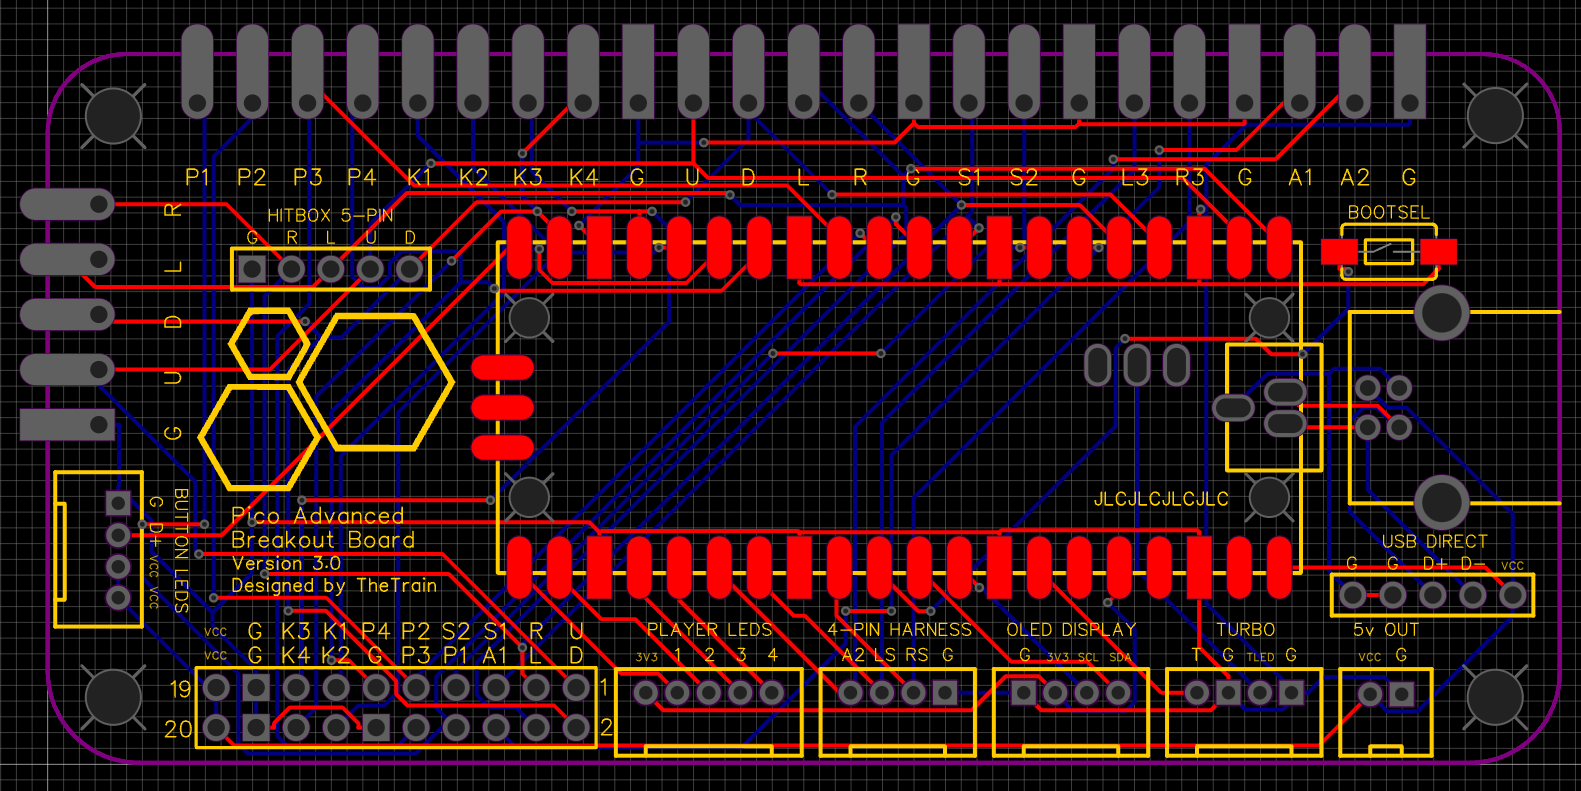 P1 P2 P3 P4 K1 K2 K3 K4 G U D L R G S1 S2 G L3 R3 G A1 A2 G
R
L
D
U
G
HITBOX 5-PIN
G R L U D
BOOTSEL
JLCJLCJLCJLC
G D+ VCC VCC
BUTTON LEDS
Pico Advanced
Breakout Board
Version 3.0
Designed by TheTrain
USB DIRECT
G G D+ D- VCC
VCC G K3 K1 P4 P2 S2 S1 R U
VCC G K4 K2 G P3 P1 A1 L D
19 1
20 2
PLAYER LEDS
3V3 1 2 3 4
4-PIN HARNESS
A2 LS RS G
OLED DISPLAY
G 3V3 SCL SDA
TURBO
T G TLED G
5v OUT
VCC G